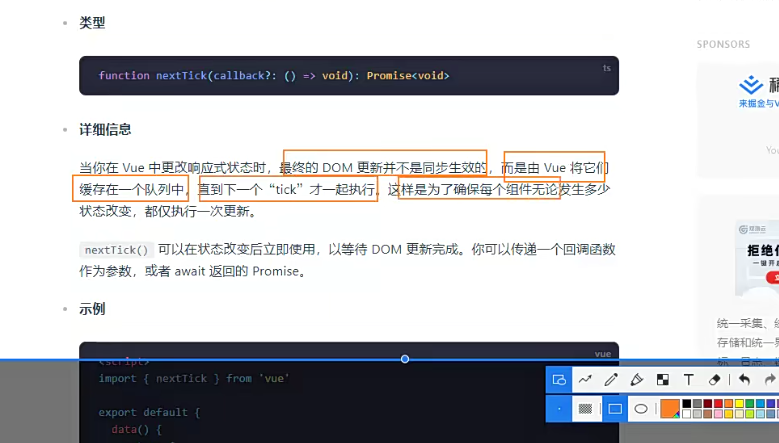 类型
SPONSORS
function nextTick(callback?: () => void): Promise<void>
ts
来掘金与V
You
详细信息
当你在 Vue 中更改响应式状态时，最终的 DOM 更新并不是同步生效的，而是由 Vue 将它们
缓存在一个队列中，直到下一个“tick”才一起执行。这样是为了确保每个组件无论发生多少
状态改变，都仅执行一次更新。
nextTick() 可以在状态改变后立即使用，以等待 DOM 更新完成。你可以传递一个回调函数
作为参数，或者 await 返回的 Promise。
拒绝
一键开
示例
统一采集、
存储和统一
vue
<script>
import { nextTick } from 'vue'
export default {
data() {
T